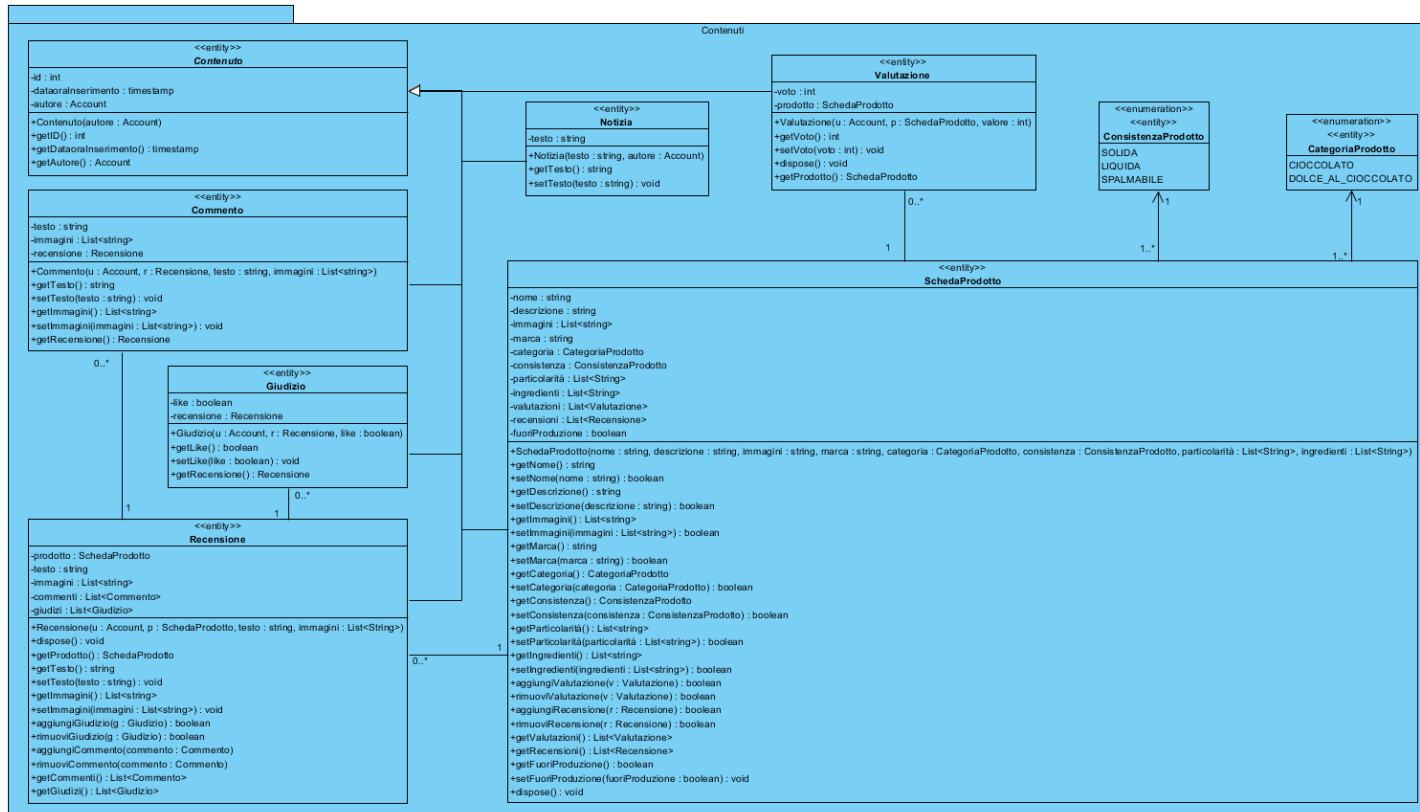 Contenuti
<<entity>>
Contenuto
-id : int
-dataoraInserimento : timestamp
-autore : Account
+Contenuto(autore : Account)
+getID() : int
+getDataoraInserimento() : timestamp
+getAutore() : Account
<<entity>>
Notizia
-testo : string
+Notizia(testo : string, autore : Account)
+getTesto() : string
+setTesto(testo : string) : void
<<entity>>
Valutazione
-voto : int
-prodotto : SchedaProdotto
+Valutazione(u : Account, p : SchedaProdotto, valore : int)
+getVoto() : int
+setVoto(voto : int) : void
+dispose() : void
+getProdotto() : SchedaProdotto
<<enumeration>>
<<entity>>
ConsistenzaProdotto
SOLIDA
LIQUIDA
SPALMABILE
<<enumeration>>
<<entity>>
CategoriaProdotto
CIOCCOLATO
DOLCE_AL_CIOCCOLATO
0..*
1
1
1..*
1
1..*
<<entity>>
Commento
-testo : string
-immagini : List<string>
-recensione : Recensione
+Commento(u : Account, r : Recensione, testo : string, immagini : List<string>)
+getTesto() : string
+setTesto(testo : string) : void
+getImmagini() : List<string>
+setImmagini(immagini : List<string>) : void
+getRecensione() : Recensione
0..*
1
<<entity>>
Giudizio
-like : boolean
-recensione : Recensione
+Giudizio(u : Account, r : Recensione, like : boolean)
+getLike() : boolean
+setLike(like : boolean) : void
+getRecensione() : Recensione
0..*
1
<<entity>>
Recensione
-prodotto : SchedaProdotto
-testo : string
-immagini : List<string>
-commenti : List<Commento>
-giudizi : List<Giudizio>
+Recensione(u : Account, p : SchedaProdotto, testo : string, immagini : List<String>)
+dispose() : void
+getProdotto() : SchedaProdotto
+getTesto() : string
+setTesto(testo : string) : void
+getImmagini() : List<string>
+setImmagini(immagini : List<string>) : void
+aggiungiGiudizio(g : Giudizio) : boolean
+rimuoviGiudizio(g : Giudizio) : boolean
+aggiungiCommento(commento : Commento)
+rimuoviCommento(commento : Commento)
+getCommenti() : List<Commento>
+getGiudizi() : List<Giudizio>
0..*
1
<<entity>>
SchedaProdotto
-nome : string
-descrizione : string
-immagini : List<string>
-marca : string
-categoria : CategoriaProdotto
-consistenza : ConsistenzaProdotto
-particolarità : List<String>
-ingredienti : List<String>
-valutazioni : List<Valutazione>
-recensioni : List<Recensione>
-fuoriProduzione : boolean
+SchedaProdotto(nome : string, descrizione : string, immagini : string, marca : string, categoria : CategoriaProdotto, consistenza : ConsistenzaProdotto, particolarità : List<String>, ingredienti : List<String>)
+getNome() : string
+setNome(nome : string) : boolean
+getDescrizione() : string
+setDescrizione(descrizione : string) : boolean
+getImmagini() : List<string>
+setImmagini(immagini : List<string>) : boolean
+getMarca() : string
+setMarca(marca : string) : boolean
+getCategoria() : CategoriaProdotto
+setCategoria(categoria : CategoriaProdotto) : boolean
+getConsistenza() : ConsistenzaProdotto
+setConsistenza(consistenza : ConsistenzaProdotto) : boolean
+getParticolarità() : List<string>
+setParticolarità(particolarità : List<string>) : boolean
+getIngredienti() : List<string>
+setIngredienti(ingredienti : List<string>) : boolean
+aggiungiValutazione(v : Valutazione) : boolean
+rimuoviValutazione(v : Valutazione) : boolean
+aggiungiRecensione(r : Recensione) : boolean
+rimuoviRecensione(r : Recensione) : boolean
+getValutazioni() : List<Valutazione>
+getRecensioni() : List<Recensione>
+getFuoriProduzione() : boolean
+setFuoriProduzione(fuoriProduzione : boolean) : void
+dispose() : void